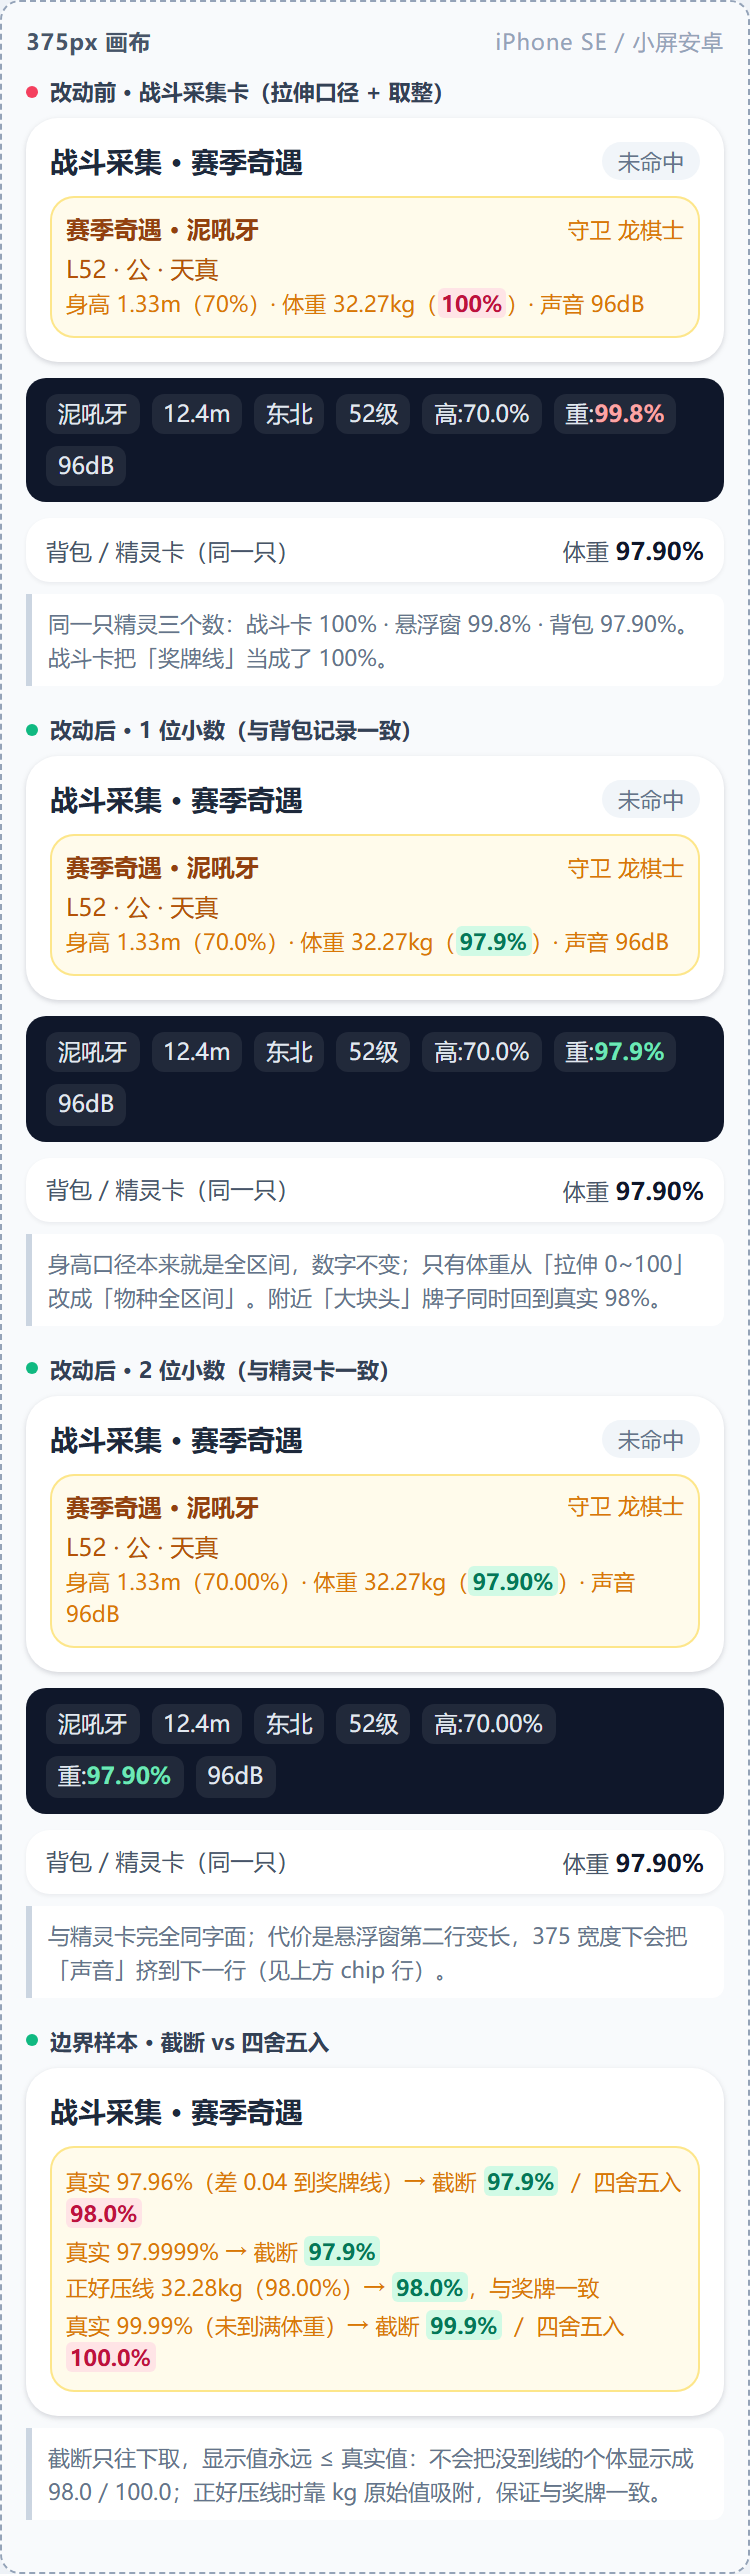 375px 画布
iPhone SE / 小屏安卓
改动前 • 战斗采集卡（拉伸口径 + 取整）
战斗采集 • 赛季奇遇
未命中
赛季奇遇 • 泥吼牙
守卫 龙棋士
L52 · 公 · 天真
身高 1.33m（70%）· 体重 32.27kg（100%）· 声音 96dB
泥吼牙 12.4m 东北 52级 高:70.0% 重:99.8%
96dB
背包 / 精灵卡（同一只）
体重 97.90%
同一只精灵三个数：战斗卡 100% · 悬浮窗 99.8% · 背包 97.90%。
战斗卡把「奖牌线」当成了 100%。
改动后 • 1 位小数（与背包记录一致）
战斗采集 • 赛季奇遇
未命中
赛季奇遇 • 泥吼牙
守卫 龙棋士
L52 · 公 · 天真
身高 1.33m（70.0%）· 体重 32.27kg（97.9%）· 声音 96dB
泥吼牙 12.4m 东北 52级 高:70.0% 重:97.9%
96dB
背包 / 精灵卡（同一只）
体重 97.90%
身高口径本来就是全区间，数字不变；只有体重从「拉伸 0~100」
改成「物种全区间」。附近「大块头」牌子同时回到真实 98%。
改动后 • 2 位小数（与精灵卡一致）
战斗采集 • 赛季奇遇
未命中
赛季奇遇 • 泥吼牙
守卫 龙棋士
L52 · 公 · 天真
身高 1.33m（70.00%）· 体重 32.27kg（97.90%）· 声音
96dB
泥吼牙 12.4m 东北 52级 高:70.00%
重:97.90% 96dB
背包 / 精灵卡（同一只）
体重 97.90%
与精灵卡完全同字面；代价是悬浮窗第二行变长，375 宽度下会把
「声音」挤到下一行（见上方 chip 行）。
边界样本 • 截断 vs 四舍五入
战斗采集 • 赛季奇遇
真实 97.96%（差 0.04 到奖牌线）→ 截断 97.9% / 四舍五入
98.0%
真实 97.9999% → 截断 97.9%
正好压线 32.28kg（98.00%）→ 98.0%，与奖牌一致
真实 99.99%（未到满体重）→ 截断 99.9% / 四舍五入
100.0%
截断只往下取，显示值永远 ≤ 真实值：不会把没到线的个体显示成
98.0 / 100.0；正好压线时靠 kg 原始值吸附，保证与奖牌一致。